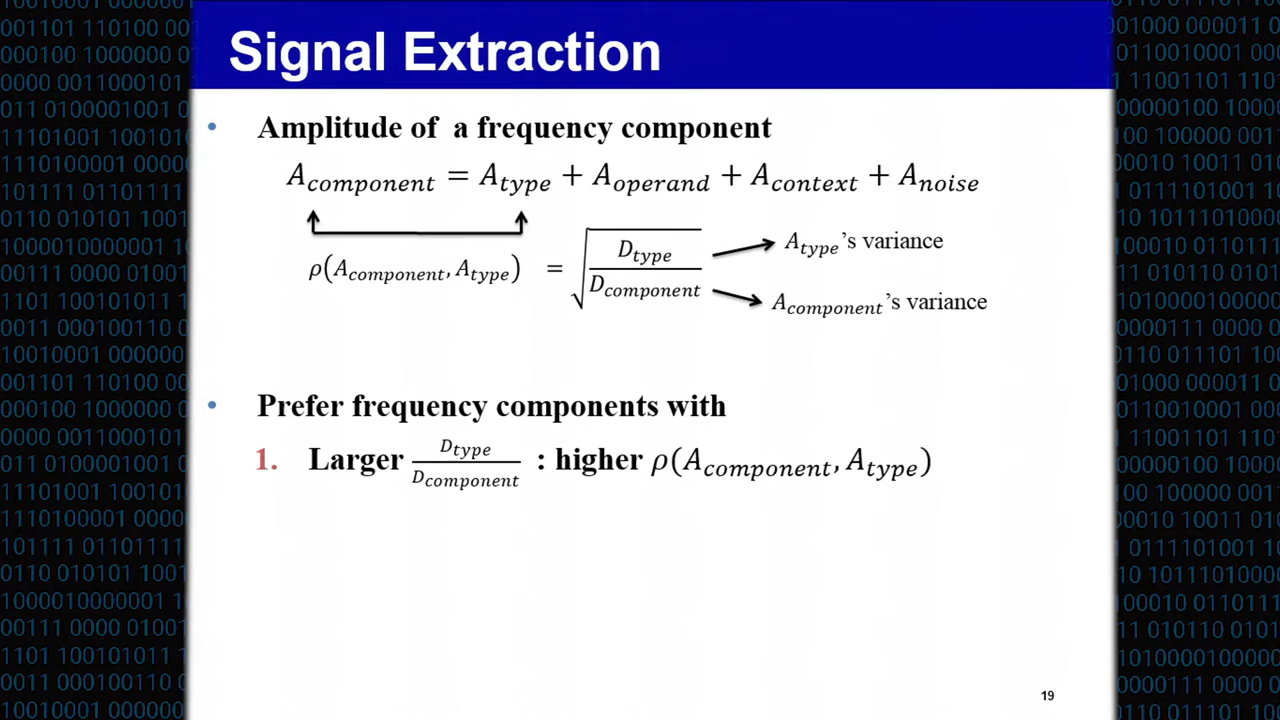 Signal Extraction
• Amplitude of a frequency component
A_component = A_type + A_operand + A_context + A_noise
ρ(A_component, A_type) = √(D_type / D_component)
A_type's variance
A_component's variance
• Prefer frequency components with
1. Larger D_type / D_component : higher ρ(A_component, A_type)
19